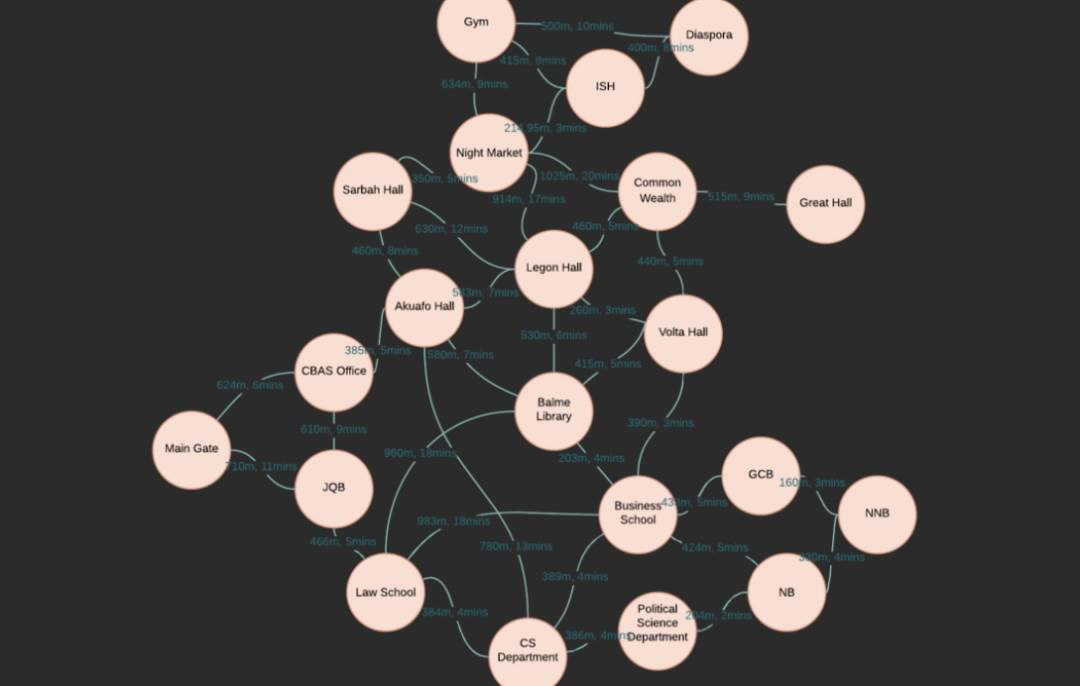 Gym
500m, 10mins
Diaspora
400m, 8mins
415m, 8mins
634m, 9mins
ISH
214.95m, 3mins
Night Market
Sarbah Hall
350m, 5mins
1025m, 20mins
Common
Wealth
515m, 9mins
Great Hall
914m, 17mins
630m, 12mins
460m, 5mins
460m, 8mins
440m, 5mins
Legon Hall
7mins
Akuafo Hall
260m, 3mins
530m, 6mins
Volta Hall
385m, 5mins
580m, 7mins
415m, 5mins
CBAS Office
624m, 6mins
Balme
Library
390m, 3mins
610m, 9mins
Main Gate
710m, 11mins
960m, 18mins
203m, 4mins
JQB
GCB
160m, 3mins
Business
School
5mins
NNB
983m, 18mins
466m, 5mins
780m, 13mins
424m, 5mins
4mins
389m, 4mins
Law School
NB
384m, 4mins
Political
Science
Department
2mins
386m, 4mins
CS
Department